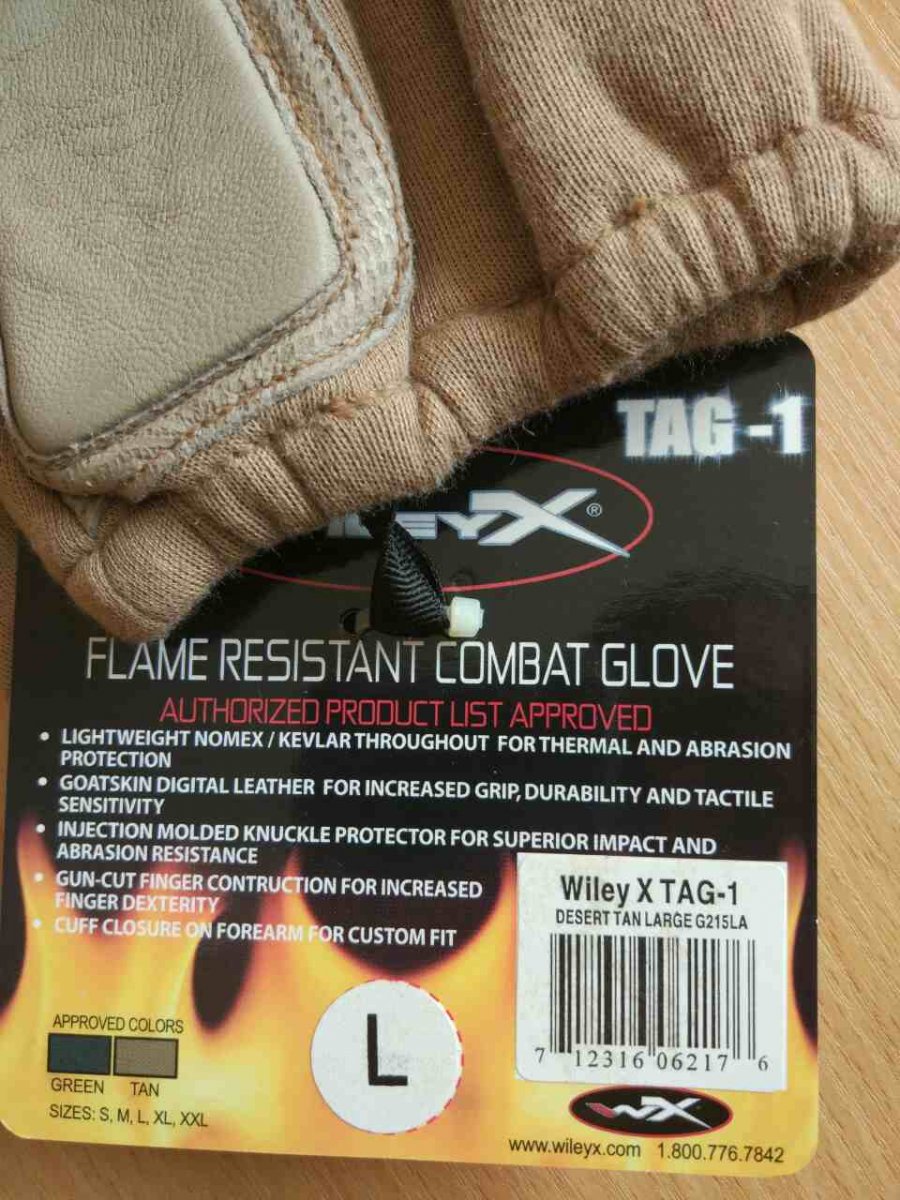 TAG -1
WILEYX®
FLAME RESISTANT COMBAT GLOVE
AUTHORIZED PRODUCT LIST APPROVED
• LIGHTWEIGHT NOMEX / KEVLAR THROUGHOUT FOR THERMAL AND ABRASION
PROTECTION
• GOATSKIN DIGITAL LEATHER FOR INCREASED GRIP, DURABILITY AND TACTILE
SENSITIVITY
• INJECTION MOLDED KNUCKLE PROTECTOR FOR SUPERIOR IMPACT AND
ABRASION RESISTANCE
• GUN-CUT FINGER CONTRUCTION FOR INCREASED
FINGER DEXTERITY
• CUFF CLOSURE ON FOREARM FOR CUSTOM FIT
Wiley X TAG-1
DESERT TAN LARGE G215LA
7 12316 06217 6
APPROVED COLORS
GREEN TAN
SIZES: S, M, L, XL, XXL
L
WX
www.wileyx.com 1.800.776.7842